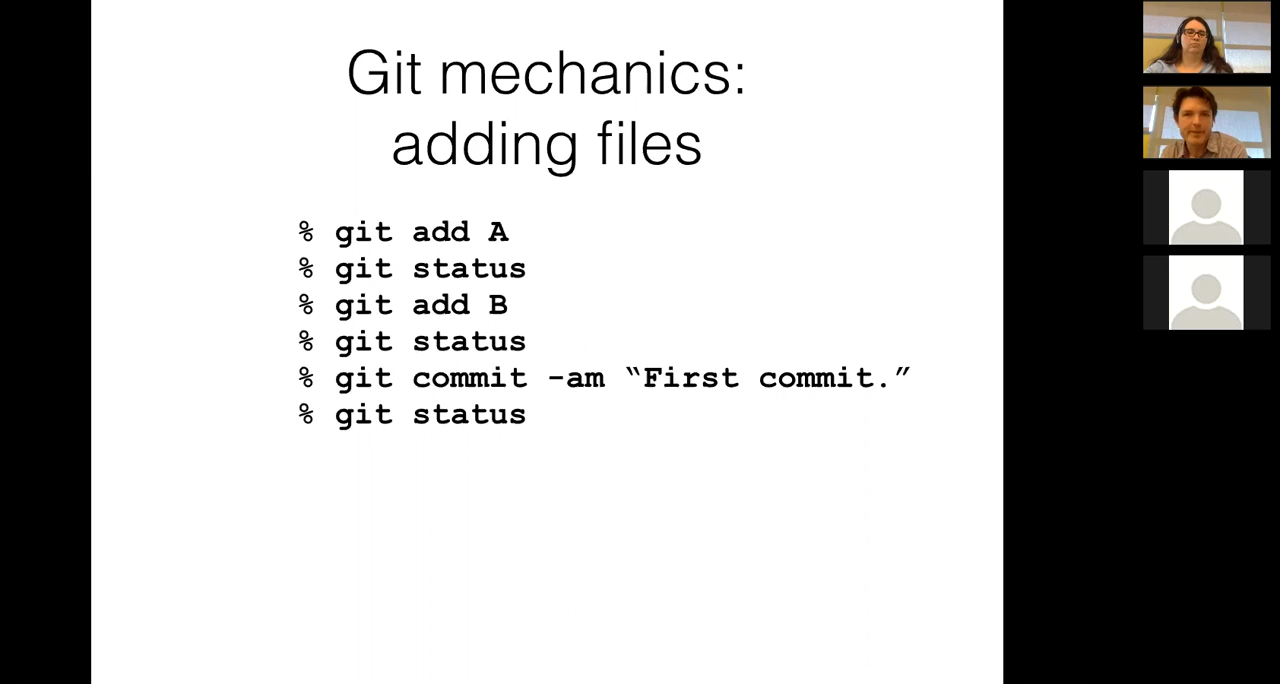 Git mechanics:
adding files
% git add A
% git status
% git add B
% git status
% git commit -am “First commit.”
% git status